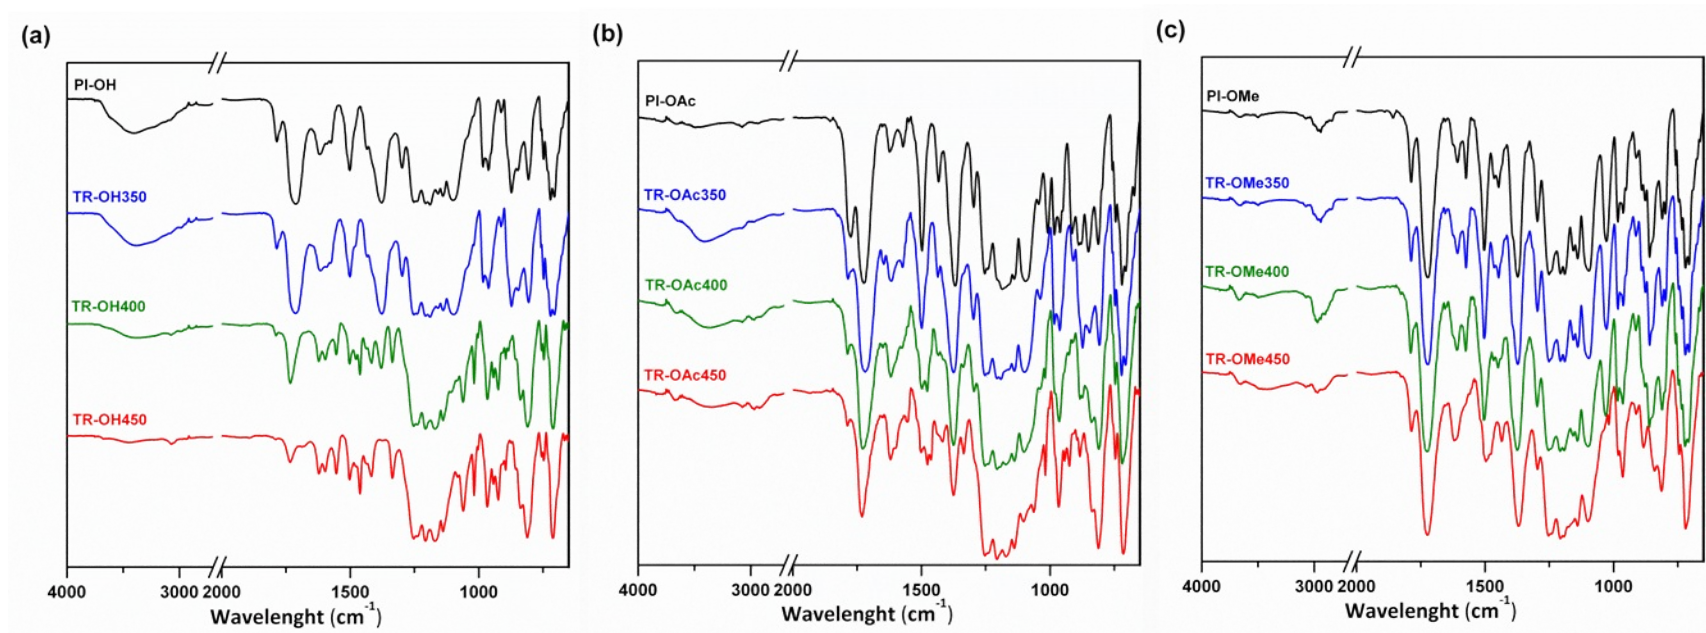 (a)
PI-OH
TR-OH350
TR-OH400
TR-OH450
4000 3000 2000 1500 1000
Wavelenght (cm-1)
(b)
PI-OAc
TR-OAc350
TR-OAc400
TR-OAc450
4000 3000 2000 1500 1000
Wavelenght (cm-1)
(c)
PI-OMe
TR-OMe350
TR-OMe400
TR-OMe450
4000 3000 2000 1500 1000
Wavelenght (cm-1)